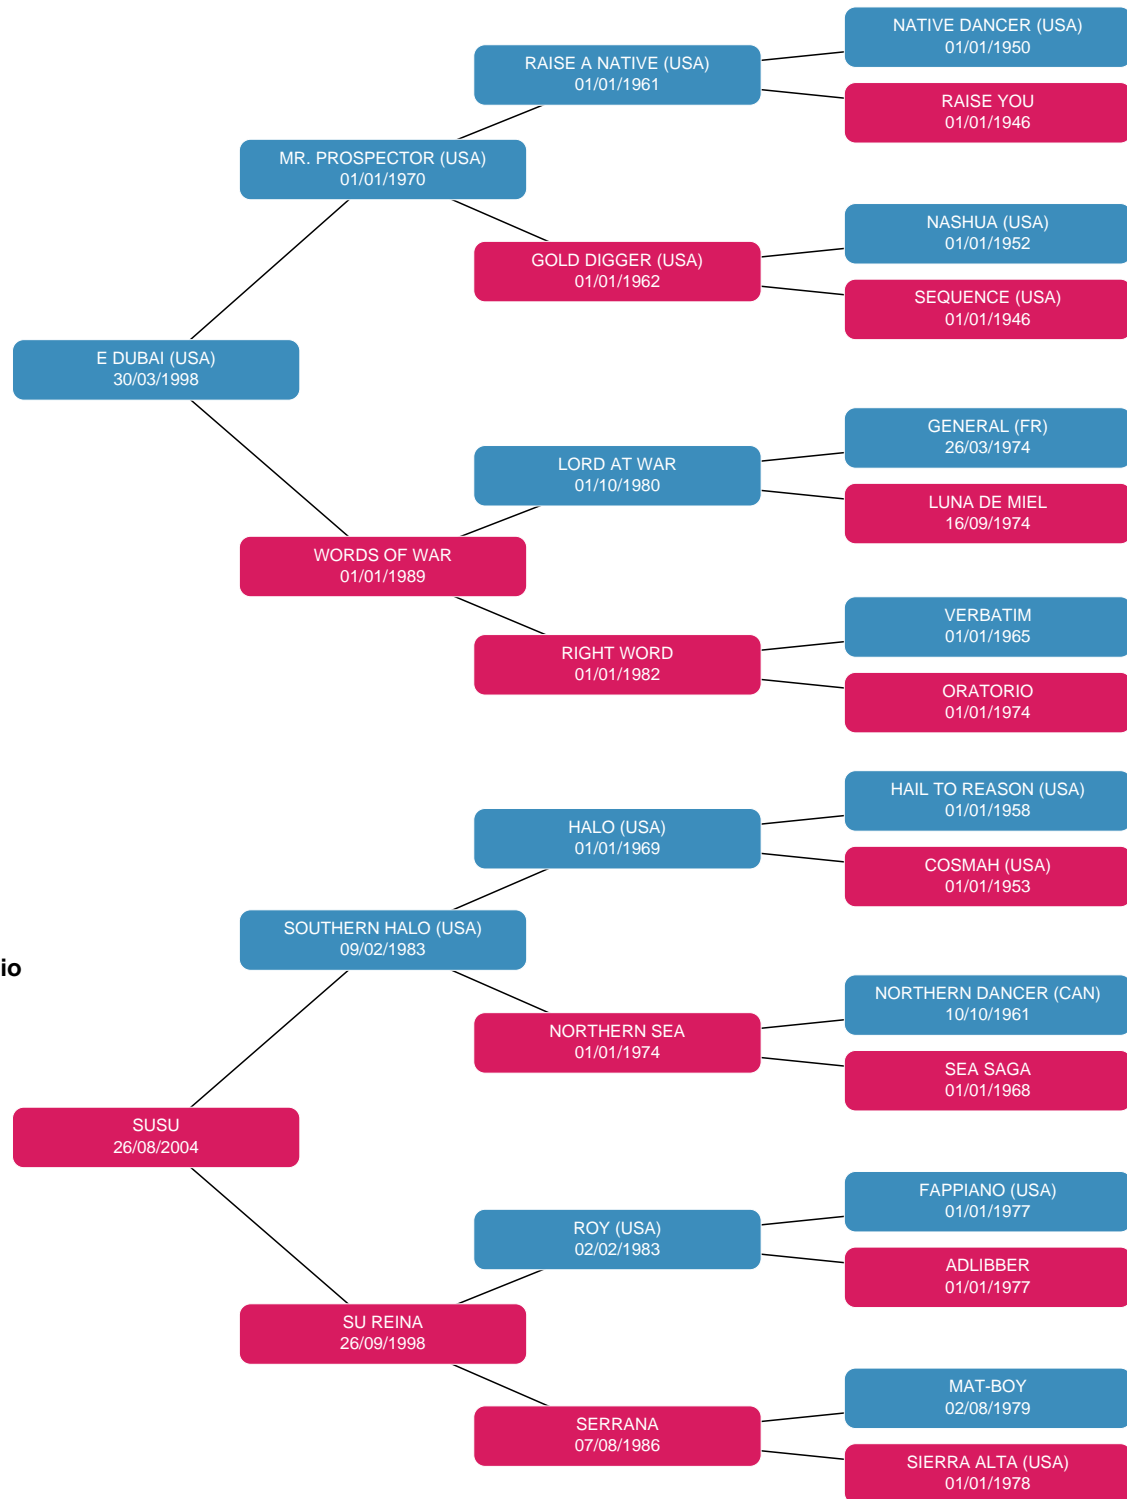 NATIVE DANCER (USA)
01/01/1950
RAISE A NATIVE (USA)
01/01/1961
RAISE YOU
01/01/1946
MR. PROSPECTOR (USA)
01/01/1970
NASHUA (USA)
01/01/1952
GOLD DIGGER (USA)
01/01/1962
SEQUENCE (USA)
01/01/1946
E DUBAI (USA)
30/03/1998
GENERAL (FR)
26/03/1974
LORD AT WAR
01/10/1980
LUNA DE MIEL
16/09/1974
WORDS OF WAR
01/01/1989
VERBATIM
01/01/1965
RIGHT WORD
01/01/1982
ORATORIO
01/01/1974
HAIL TO REASON (USA)
01/01/1958
HALO (USA)
01/01/1969
COSMAH (USA)
01/01/1953
SOUTHERN HALO (USA)
09/02/1983
io
NORTHERN DANCER (CAN)
10/10/1961
NORTHERN SEA
01/01/1974
SEA SAGA
01/01/1968
SUSU
26/08/2004
FAPPIANO (USA)
01/01/1977
ROY (USA)
02/02/1983
ADLIBBER
01/01/1977
SU REINA
26/09/1998
MAT-BOY
02/08/1979
SERRANA
07/08/1986
SIERRA ALTA (USA)
01/01/1978